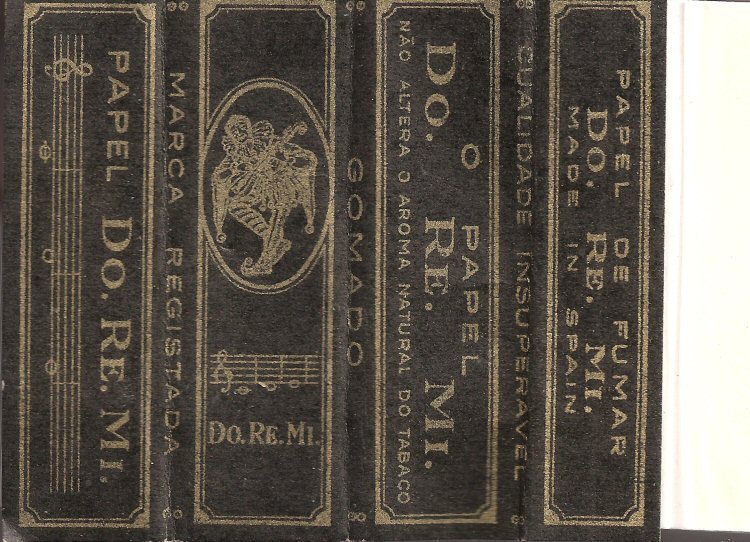 PAPEL DE FUMAR
DO. RE. MI.
MADE IN SPAIN
CUALIDADE INSUPERAVEL
O PAPEL
DO. RE. MI.
NÃO ALTERA O AROMA NATURAL DO TABACO
GOMADO
DO. RE. MI.
MARCA REGISTADA
PAPEL DO. RE. MI.